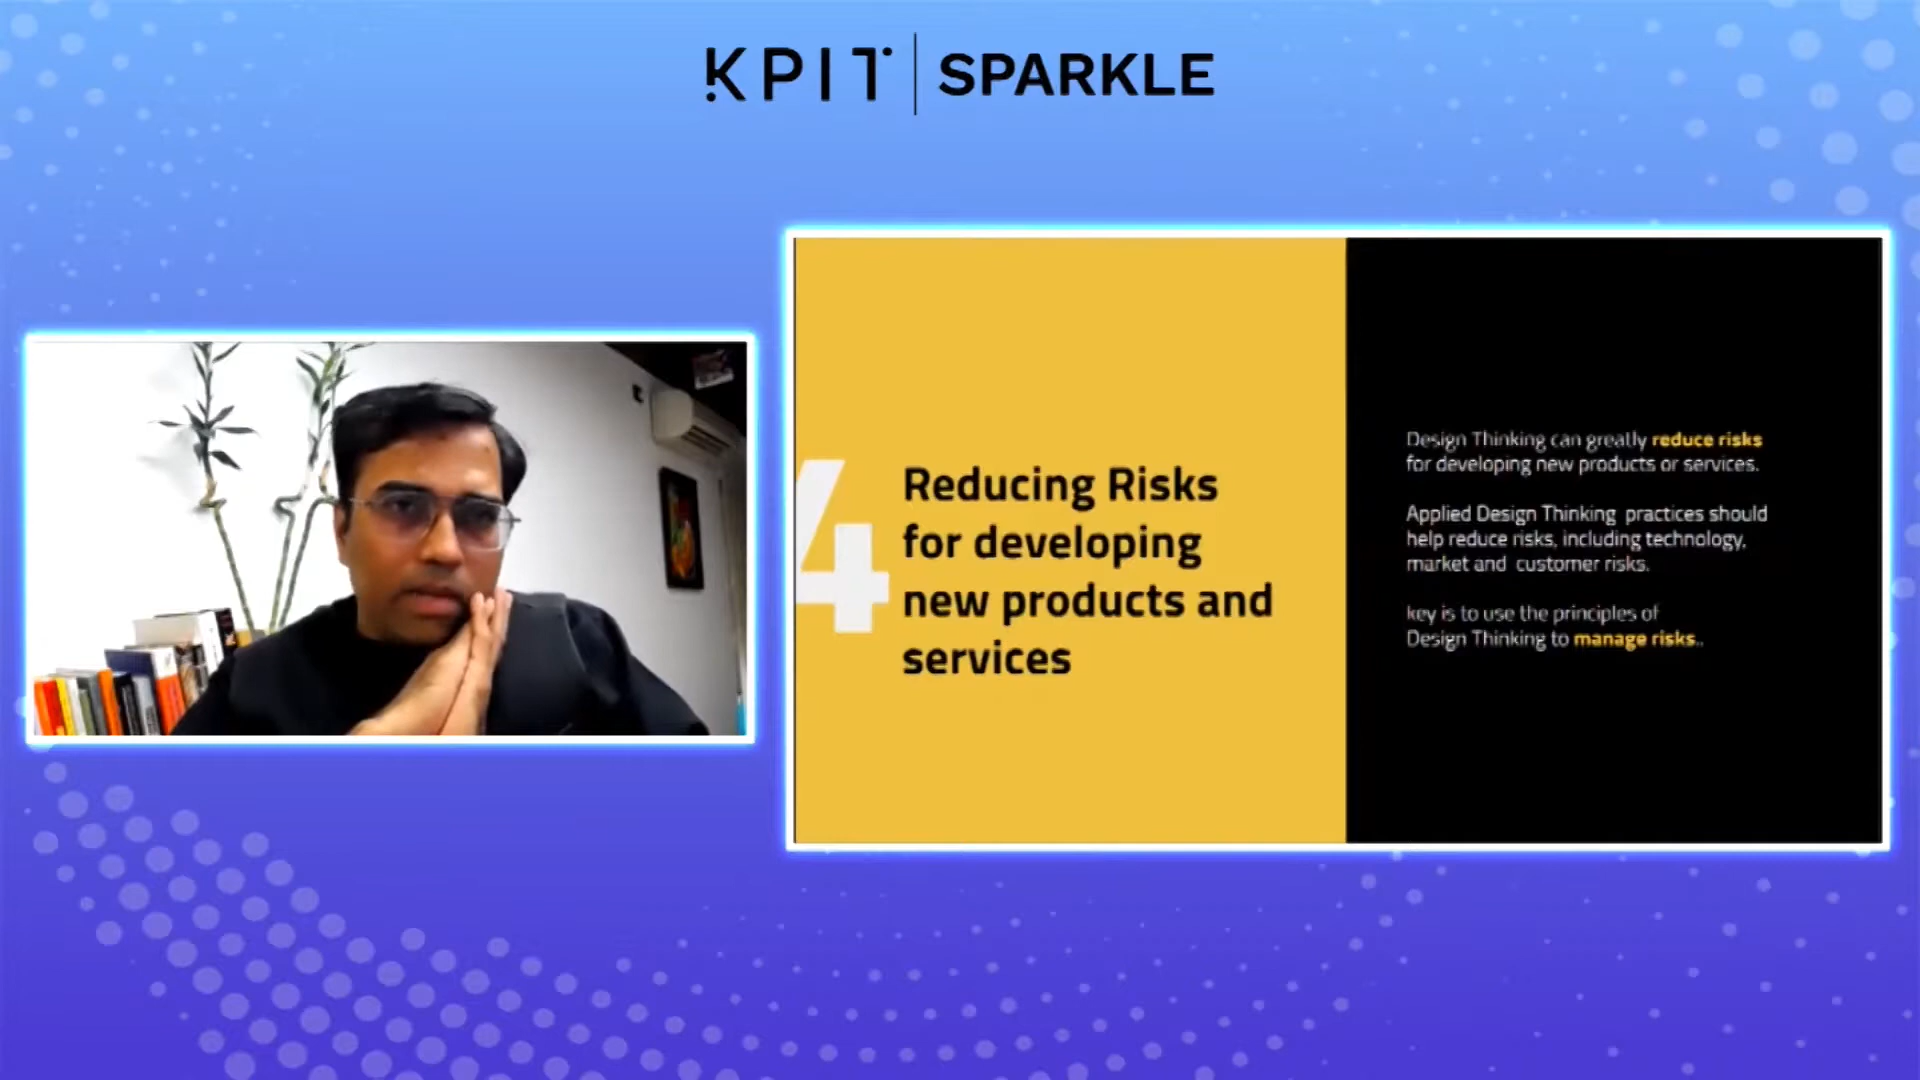 KPIT | SPARKLE
4
Reducing Risks
for developing
new products and
services
Design Thinking can greatly reduce risks
for developing new products or services.
Applied Design Thinking practices should
help reduce risks, including technology,
market and customer risks.
key is to use the principles of
Design Thinking to manage risks..